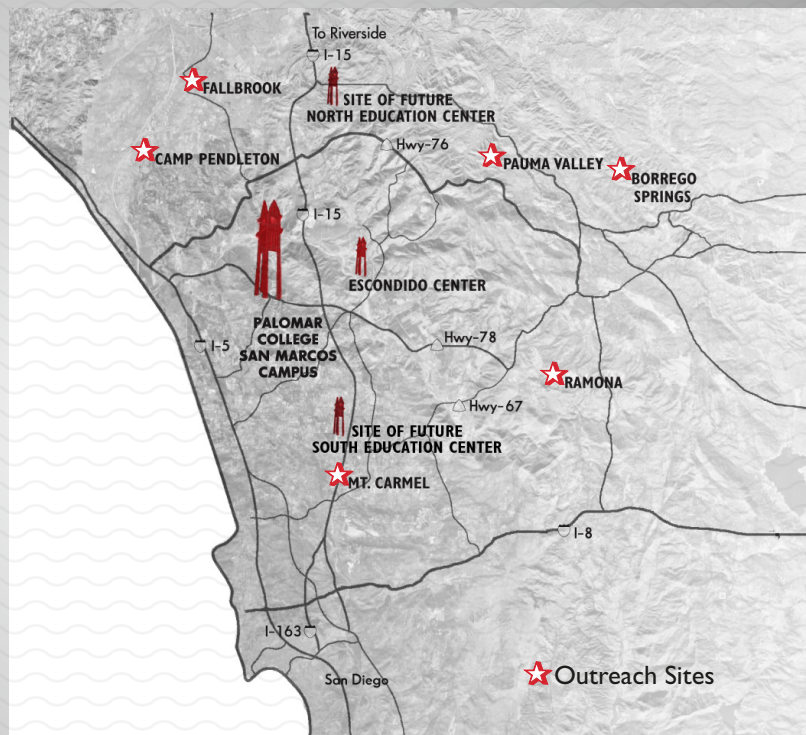 To Riverside
I-15
FALLBROOK
SITE OF FUTURE
NORTH EDUCATION CENTER
Hwy-76
CAMP PENDLETON
PAUMA VALLEY
BORREGO
SPRINGS
I-15
ESCONDIDO CENTER
PALOMAR
COLLEGE
SAN MARCOS
CAMPUS
I-5
Hwy-78
RAMONA
Hwy-67
SITE OF FUTURE
SOUTH EDUCATION CENTER
MT. CARMEL
I-8
I-163
San Diego
Outreach Sites